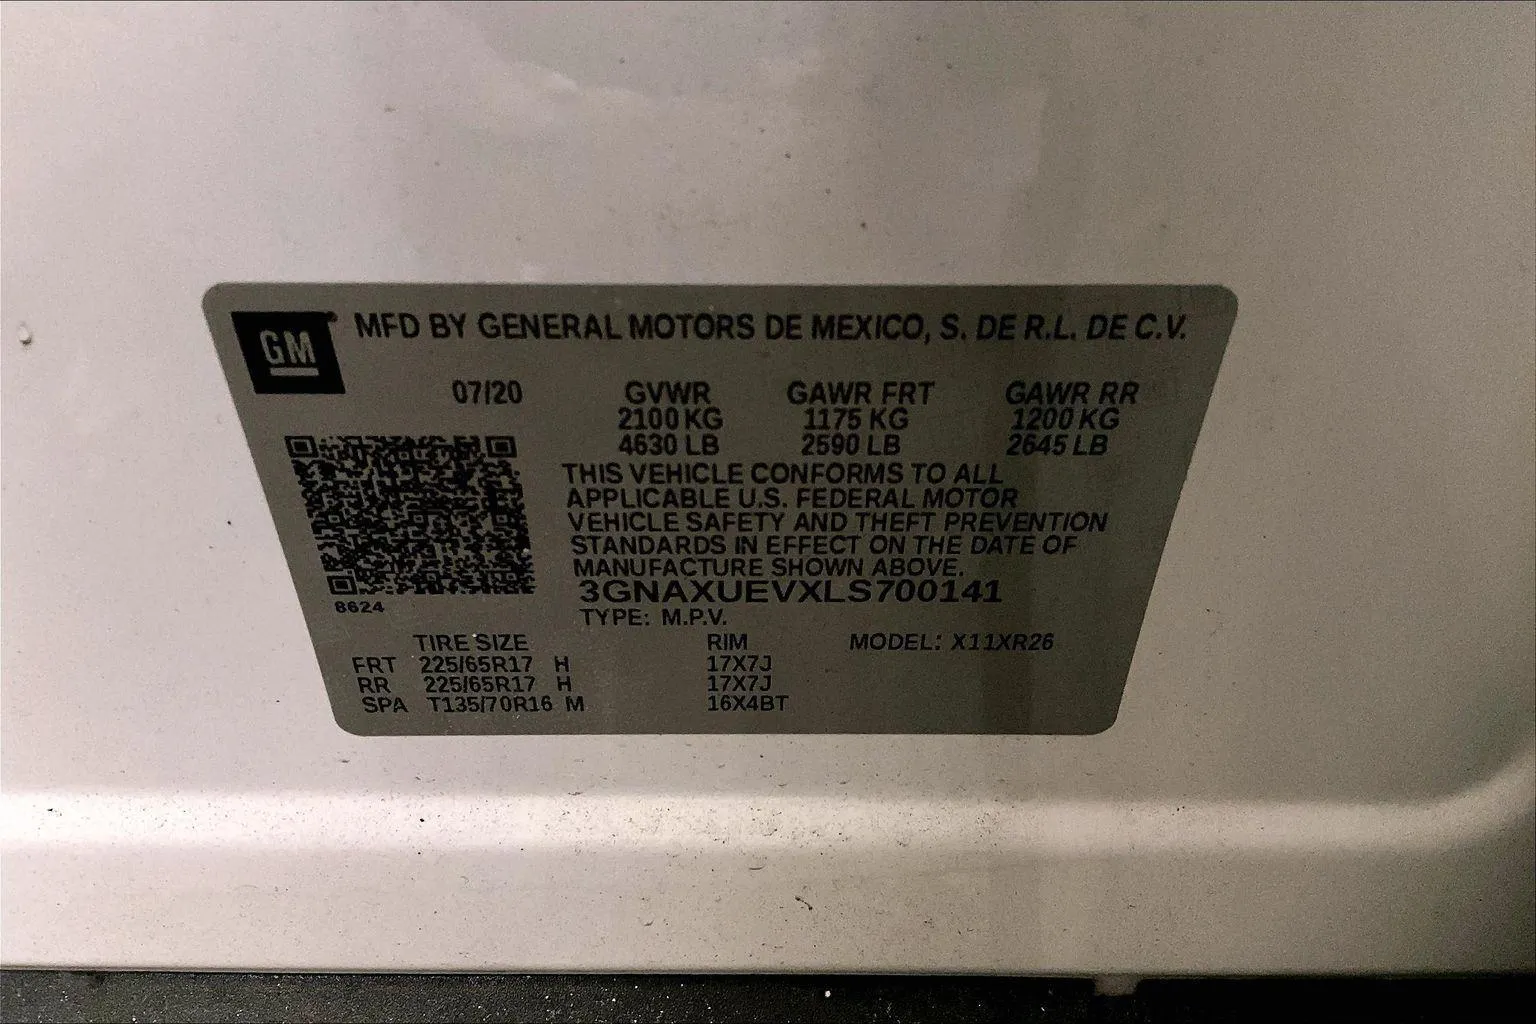 GM
MFD BY GENERAL MOTORS DE MEXICO, S. DE R.L. DE C.V.
07/20 GVWR GAWR FRT GAWR RR
2100 KG 1175 KG 1200 KG
4630 LB 2590 LB 2645 LB
THIS VEHICLE CONFORMS TO ALL
APPLICABLE U.S. FEDERAL MOTOR
VEHICLE SAFETY AND THEFT PREVENTION
STANDARDS IN EFFECT ON THE DATE OF
MANUFACTURE SHOWN ABOVE.
3GNAXUEVXLS700141
8624
TYPE: M.P.V.
TIRE SIZE RIM MODEL: X11XR26
FRT 225/65R17 H 17X7J
RR 225/65R17 H 17X7J
SPA T135/70R16 M 16X4BT